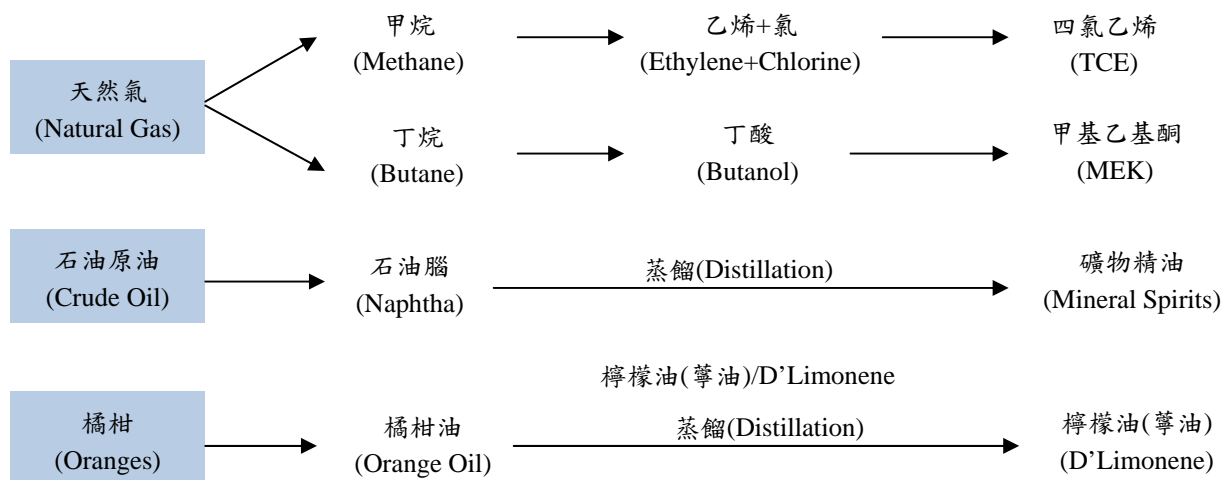 甲烷
(Methane)
乙烯+氯
(Ethylene+Chlorine)
四氯乙烯
(TCE)
天然氣
(Natural Gas)
丁烷
(Butane)
丁酸
(Butanol)
甲基乙基酮
(MEK)
石油原油
(Crude Oil)
石油腦
(Naphtha)
蒸餾(Distillation)
礦物精油
(Mineral Spirits)
檸檬油(薴油)/D’Limonene
橘柑
(Oranges)
橘柑油
(Orange Oil)
蒸餾(Distillation)
檸檬油(薴油)
(D’Limonene)